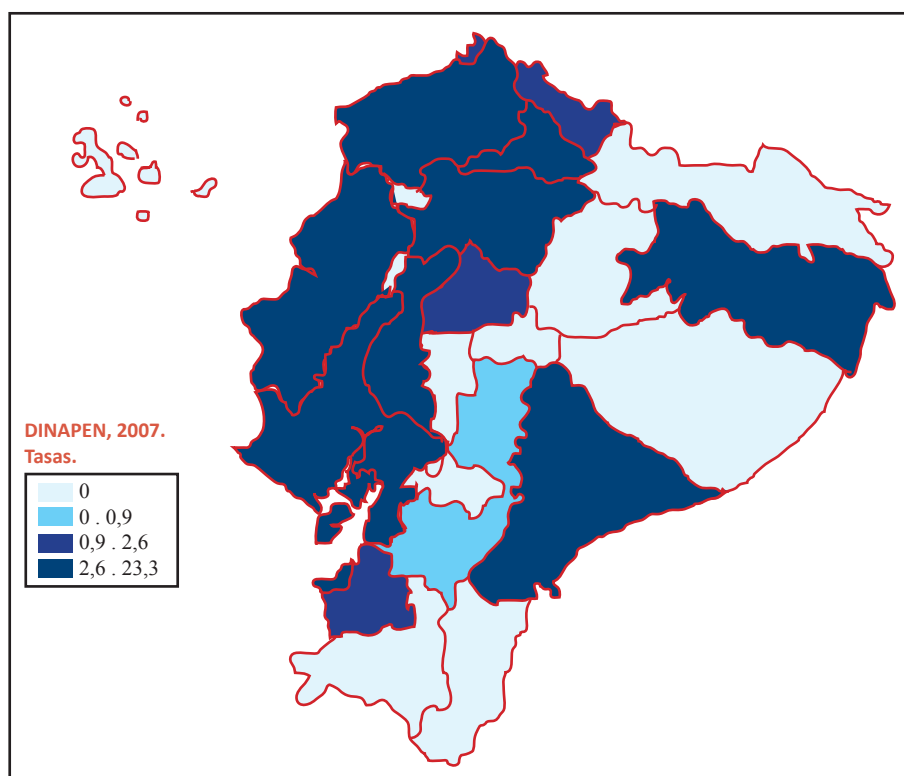 DINAPEN, 2007.
Tasas.
0
0 . 0,9
0,9 . 2,6
2,6 . 23,3